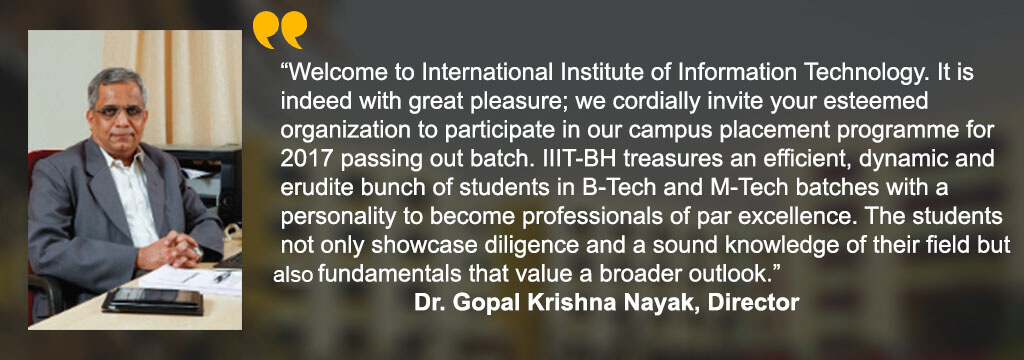 “Welcome to International Institute of Information Technology. It is
indeed with great pleasure; we cordially invite your esteemed
organization to participate in our campus placement programme for
2017 passing out batch. IIIT-BH treasures an efficient, dynamic and
erudite bunch of students in B-Tech and M-Tech batches with a
personality to become professionals of par excellence. The students
not only showcase diligence and a sound knowledge of their field but
also fundamentals that value a broader outlook.”
Dr. Gopal Krishna Nayak, Director